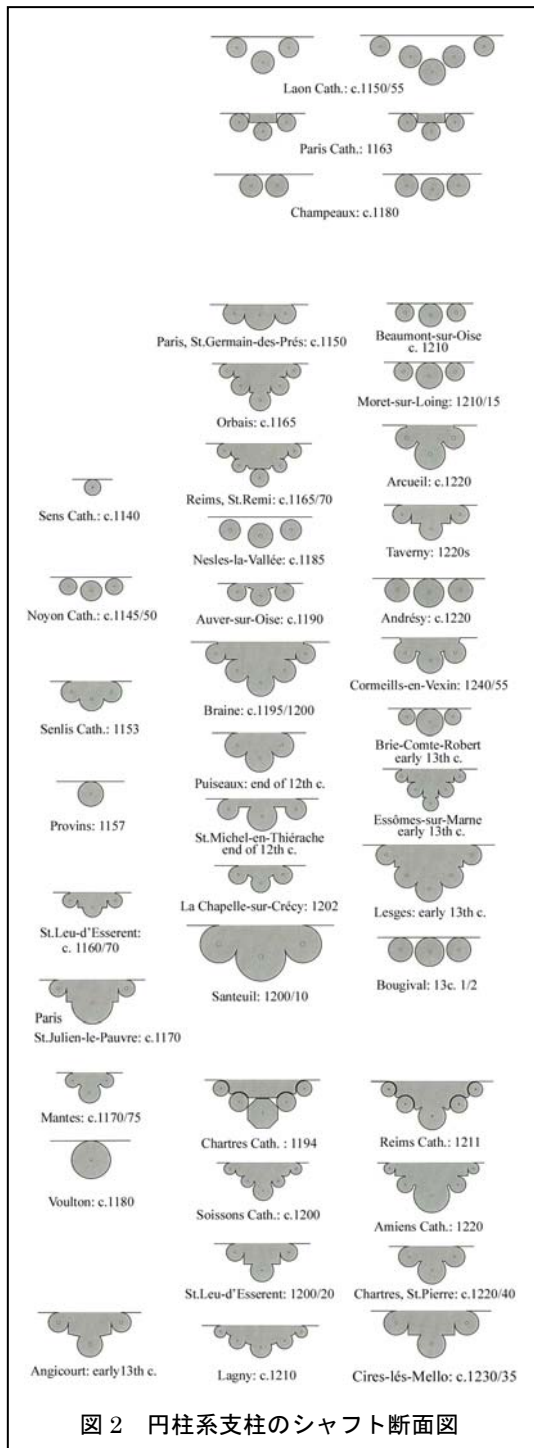 Laon Cath.: c.1150/55
Paris Cath.: 1163
Champeaux: c.1180
Sens Cath.: c.1140
Noyon Cath.: c.1145/50
Senlis Cath.: 1153
Provins: 1157
St.Leu-d'Esserent:
c. 1160/70
Paris
St.Julien-le-Pauvre: c.1170
Mantes: c.1170/75
Voulton: c.1180
Angicourt: early13th c.
Paris, St.Germain-des-Prés: c.1150
Orbais: c.1165
Reims, St.Remi: c.1165/70
Nesles-la-Vallée: c.1185
Auver-sur-Oise: c.1190
Braine: c.1195/1200
Puiseaux: end of 12th c.
St.Michel-en-Thiérache
end of 12th c.
La Chapelle-sur-Crécy: 1202
Santeuil: 1200/10
Chartres Cath. : 1194
Soissons Cath.: c.1200
St.Leu-d'Esserent: 1200/20
Lagny: c.1210
Beaumont-sur-Oise
c. 1210
Moret-sur-Loing: 1210/15
Arcueil: c.1220
Taverny: 1220s
Andrésy: c.1220
Cormeills-en-Vexin: 1240/55
Brie-Comte-Robert
early 13th c.
Essômes-sur-Marne
early 13th c.
Lesges: early 13th c.
Bougival: 13c. 1/2
Reims Cath.: 1211
Amiens Cath.: 1220
Chartres, St.Pierre: c.1220/40
Cires-lés-Mello: c.1230/35
図 2 円柱系支柱のシャフト断面図